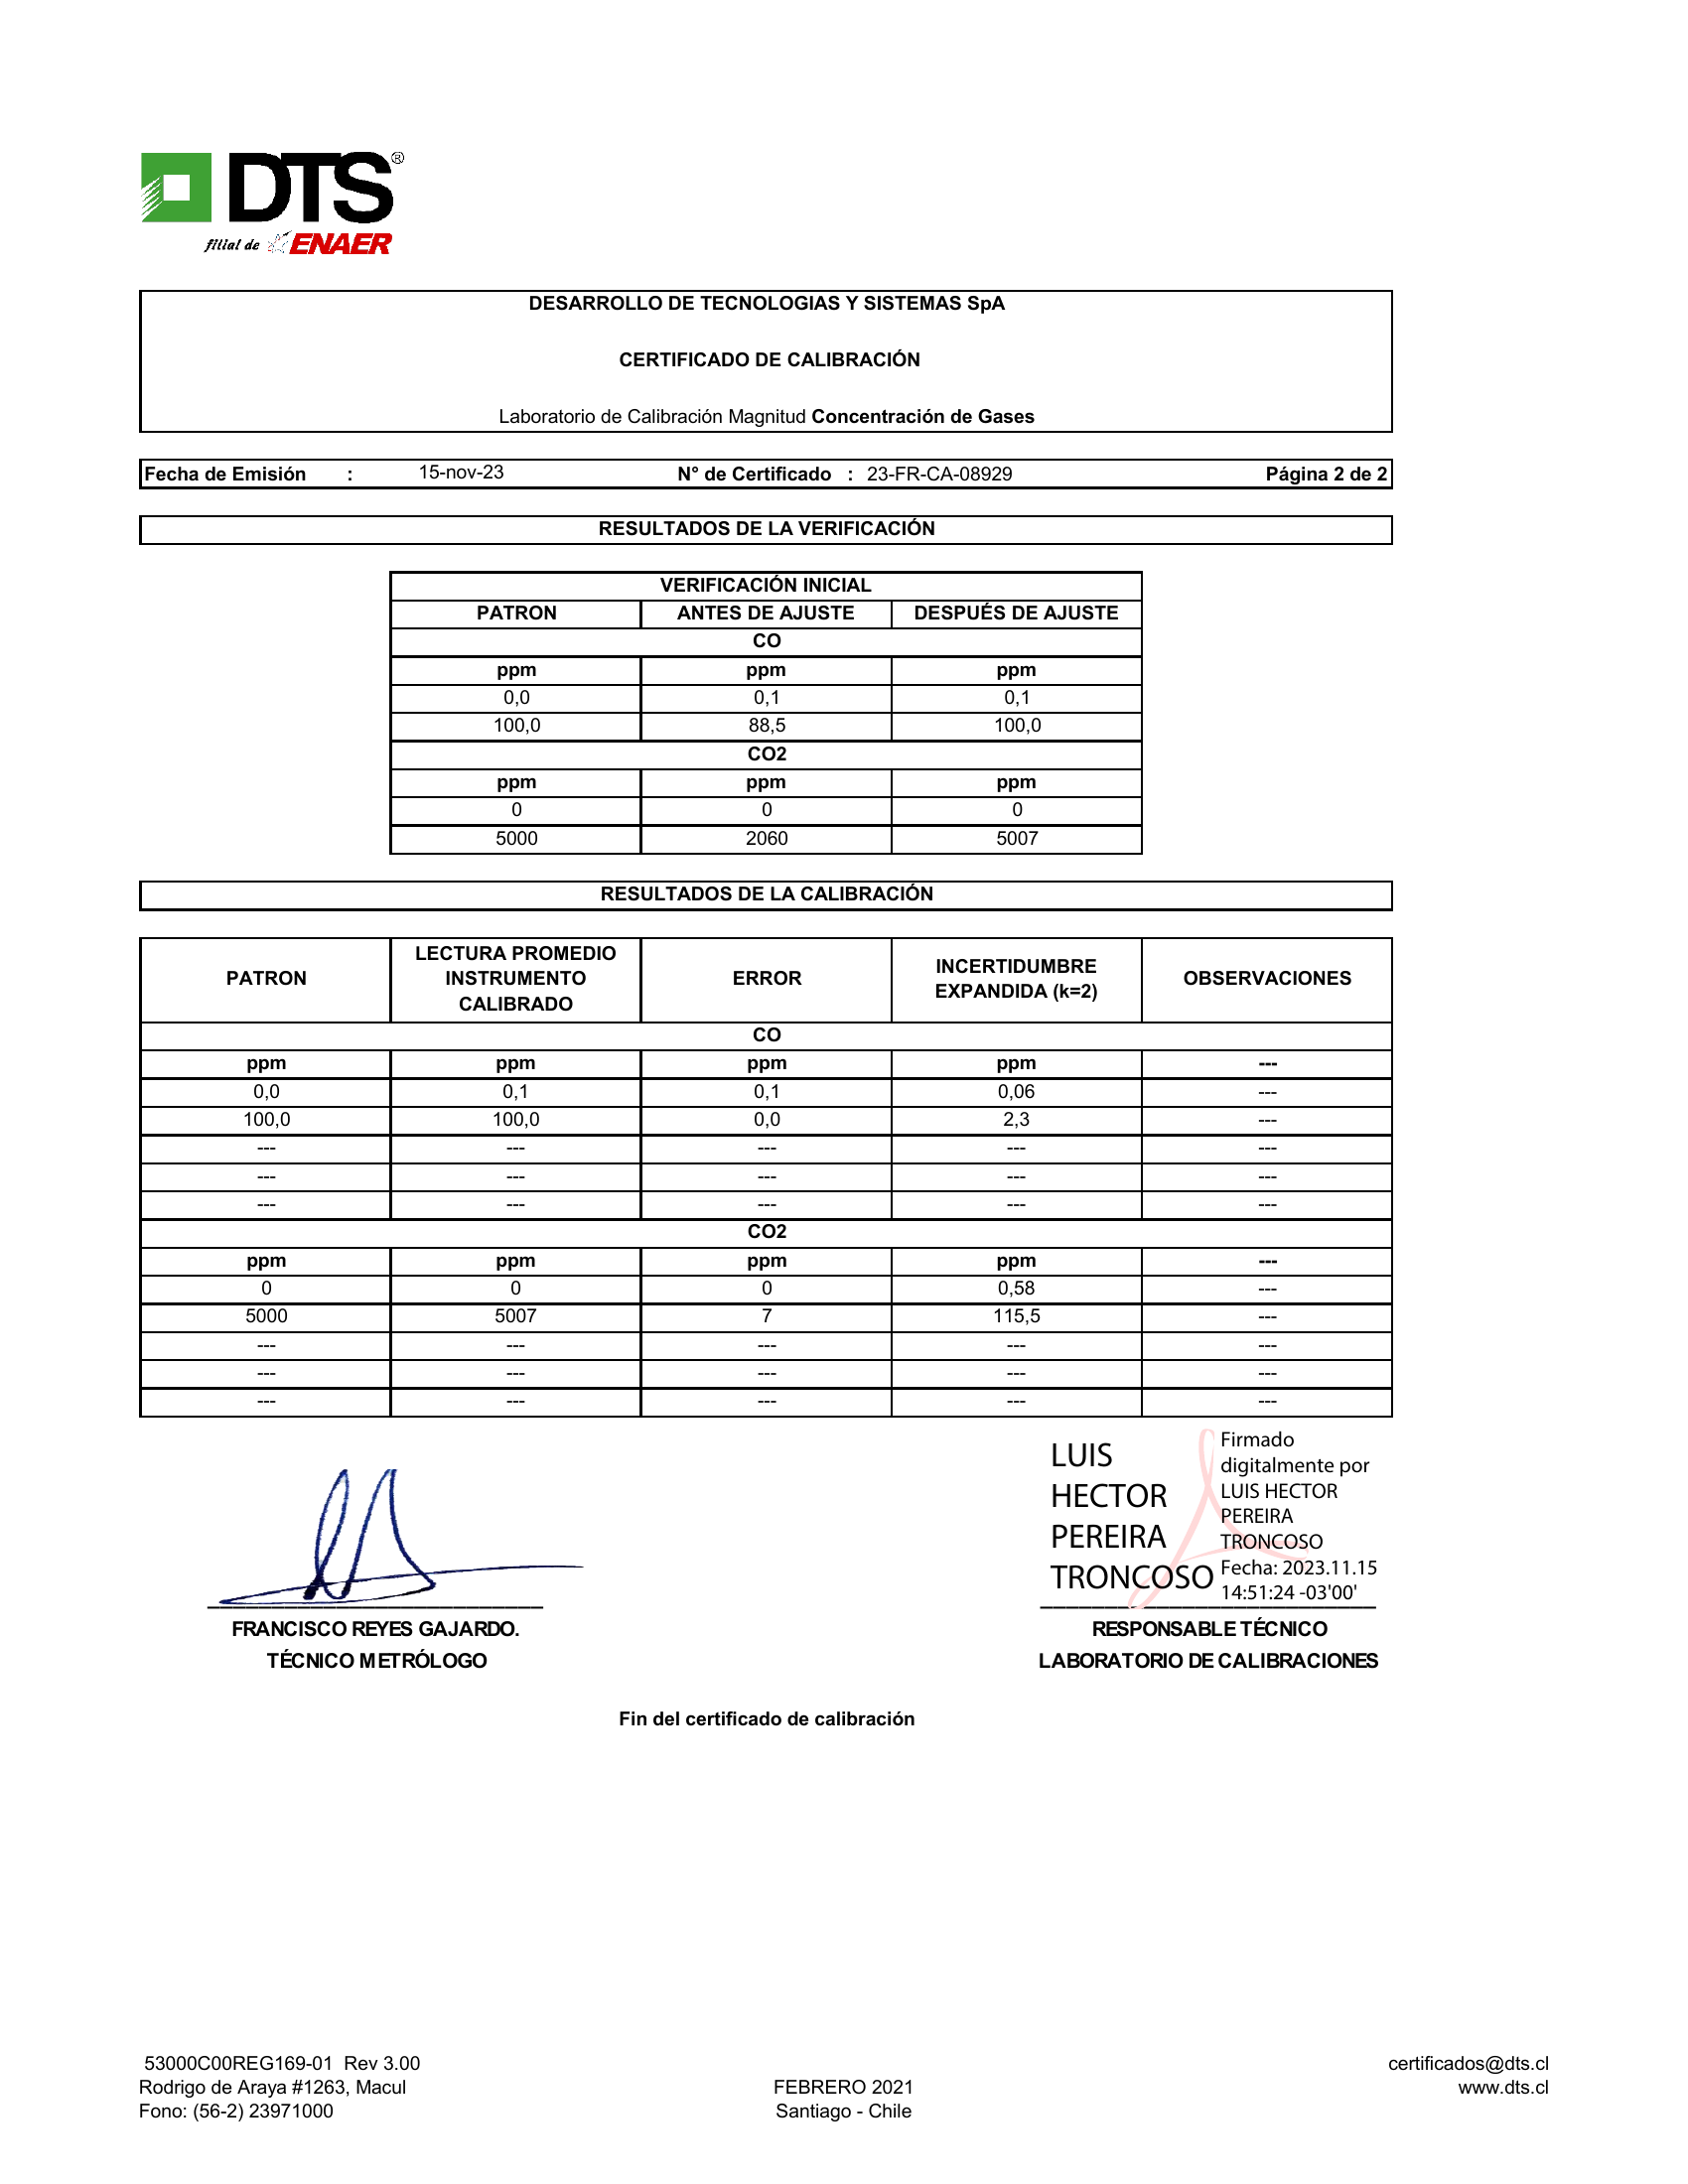 DTS®
filial de ENAER
DESARROLLO DE TECNOLOGIAS Y SISTEMAS SpA
CERTIFICADO DE CALIBRACIÓN
Laboratorio de Calibración Magnitud Concentración de Gases
Fecha de Emisión : 15-nov-23 N° de Certificado : 23-FR-CA-08929 Página 2 de 2
RESULTADOS DE LA VERIFICACIÓN
VERIFICACIÓN INICIAL
PATRON ANTES DE AJUSTE DESPUÉS DE AJUSTE
CO
ppm ppm ppm
0,0 0,1 0,1
100,0 88,5 100,0
CO2
ppm ppm ppm
0 0 0
5000 2060 5007
RESULTADOS DE LA CALIBRACIÓN
PATRON LECTURA PROMEDIO INSTRUMENTO CALIBRADO ERROR INCERTIDUMBRE EXPANDIDA (k=2) OBSERVACIONES
CO
ppm ppm ppm ppm ---
0,0 0,1 0,1 0,06 ---
100,0 100,0 0,0 2,3 ---
--- --- --- --- ---
--- --- --- --- ---
--- --- --- --- ---
CO2
ppm ppm ppm ppm ---
0 0 0 0,58 ---
5000 5007 7 115,5 ---
--- --- --- --- ---
--- --- --- --- ---
--- --- --- --- ---
LUIS
HECTOR
PEREIRA
TRONCOSO
Firmado
digitalmente por
LUIS HECTOR
PEREIRA
TRONCOSO
Fecha: 2023.11.15
14:51:24 -03'00'
FRANCISCO REYES GAJARDO.
TÉCNICO METRÓLOGO
RESPONSABLE TÉCNICO
LABORATORIO DE CALIBRACIONES
Fin del certificado de calibración
53000C00REG169-01 Rev 3.00
Rodrigo de Araya #1263, Macul
Fono: (56-2) 23971000
FEBRERO 2021
Santiago - Chile
certificados@dts.cl
www.dts.cl